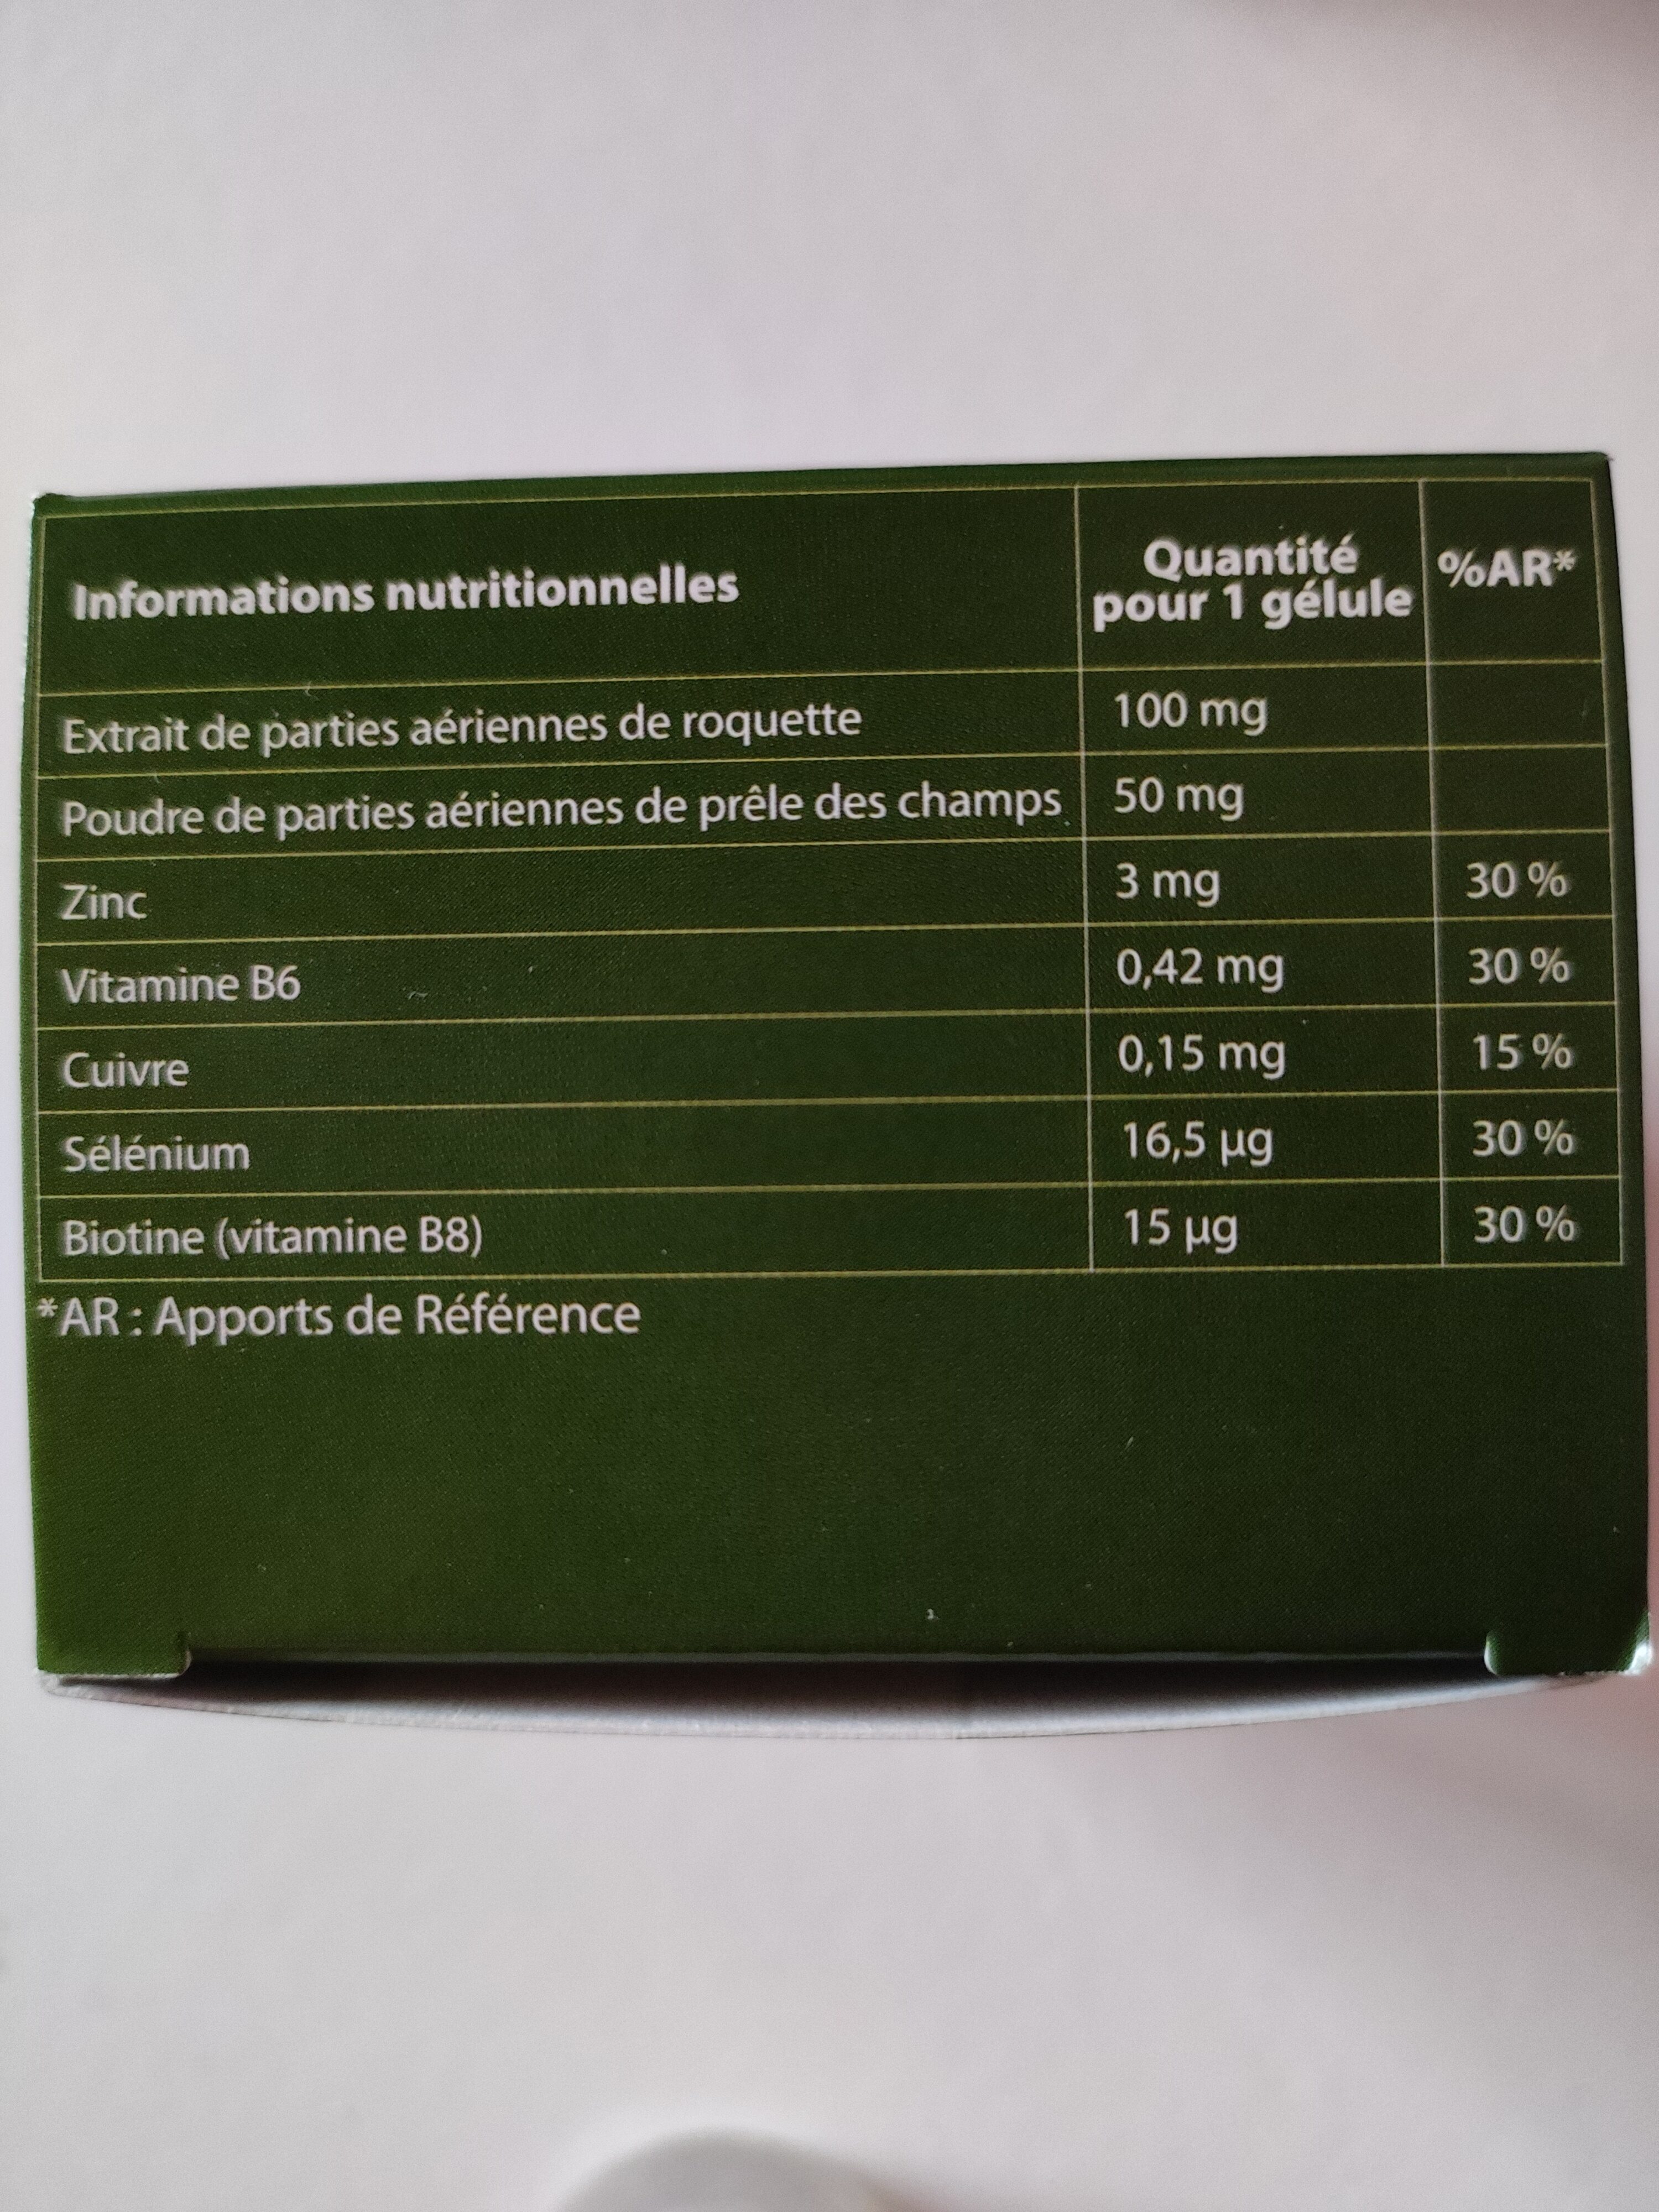 Informations nutritionnelles Quantité pour 1 gélule %AR*
Extrait de parties aériennes de roquette 100 mg
Poudre de parties aériennes de prêle des champs 50 mg
Zinc 3 mg 30 %
Vitamine B6 0,42 mg 30 %
Cuivre 0,15 mg 15 %
Sélénium 16,5 µg 30 %
Biotine (vitamine B8) 15 µg 30 %
*AR : Apports de Référence